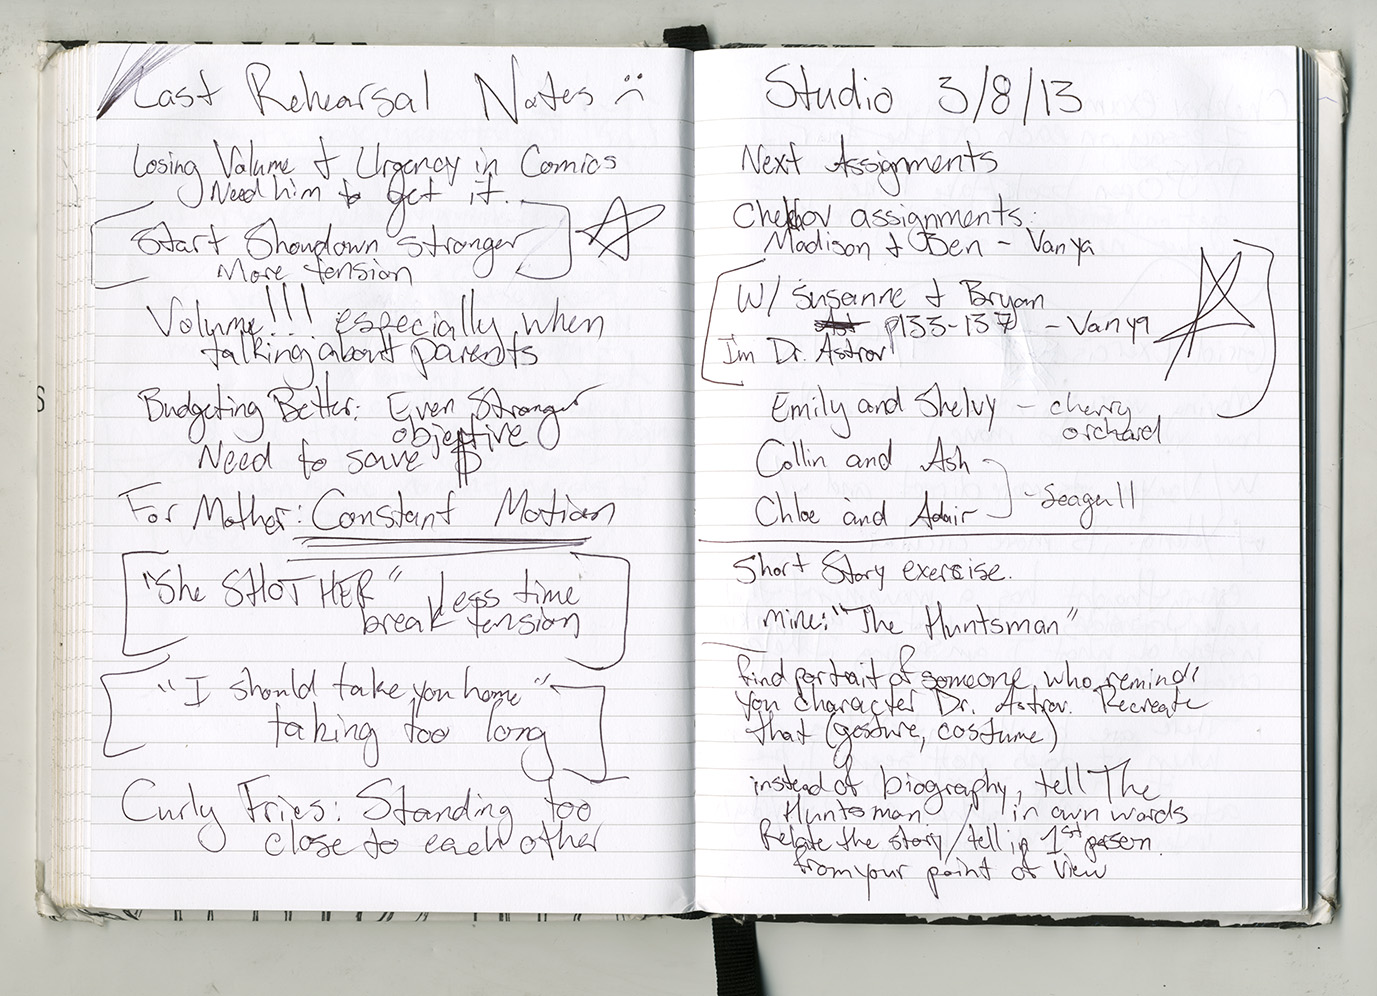 Last Rehearsal Notes :(
Losing Volume + Urgency in Comics
Need him to get it.
Start Showdown stronger
More tension
Volume!!! especially when
talking about parents
Budgeting Better: Even Stronger
objective
Need to save $
For Mother: Constant Motion
"She SHOT HER" Less time
break tension
"I should take you home"
taking too long
Curly Fries: Standing too
close to each other
Studio 3/8/13
Next Assignments
Chekhov assignments:
Madison + Ben - Vanya
W/ Susanne + Bryan
p133-137 - Vanya
I'm Dr. Astrov
Emily and Shelvy - cherry
orchard
Collin and Ash
Chloe and Adair - Seagull
Short Story exercise.
mine: "The Huntsman"
find portrait of someone who reminds
you character Dr. Astrov. Recreate
that (gesture, costume)
instead of biography, tell The
Huntsman in own words
Relate the story/tell in 1st person
from your point of view